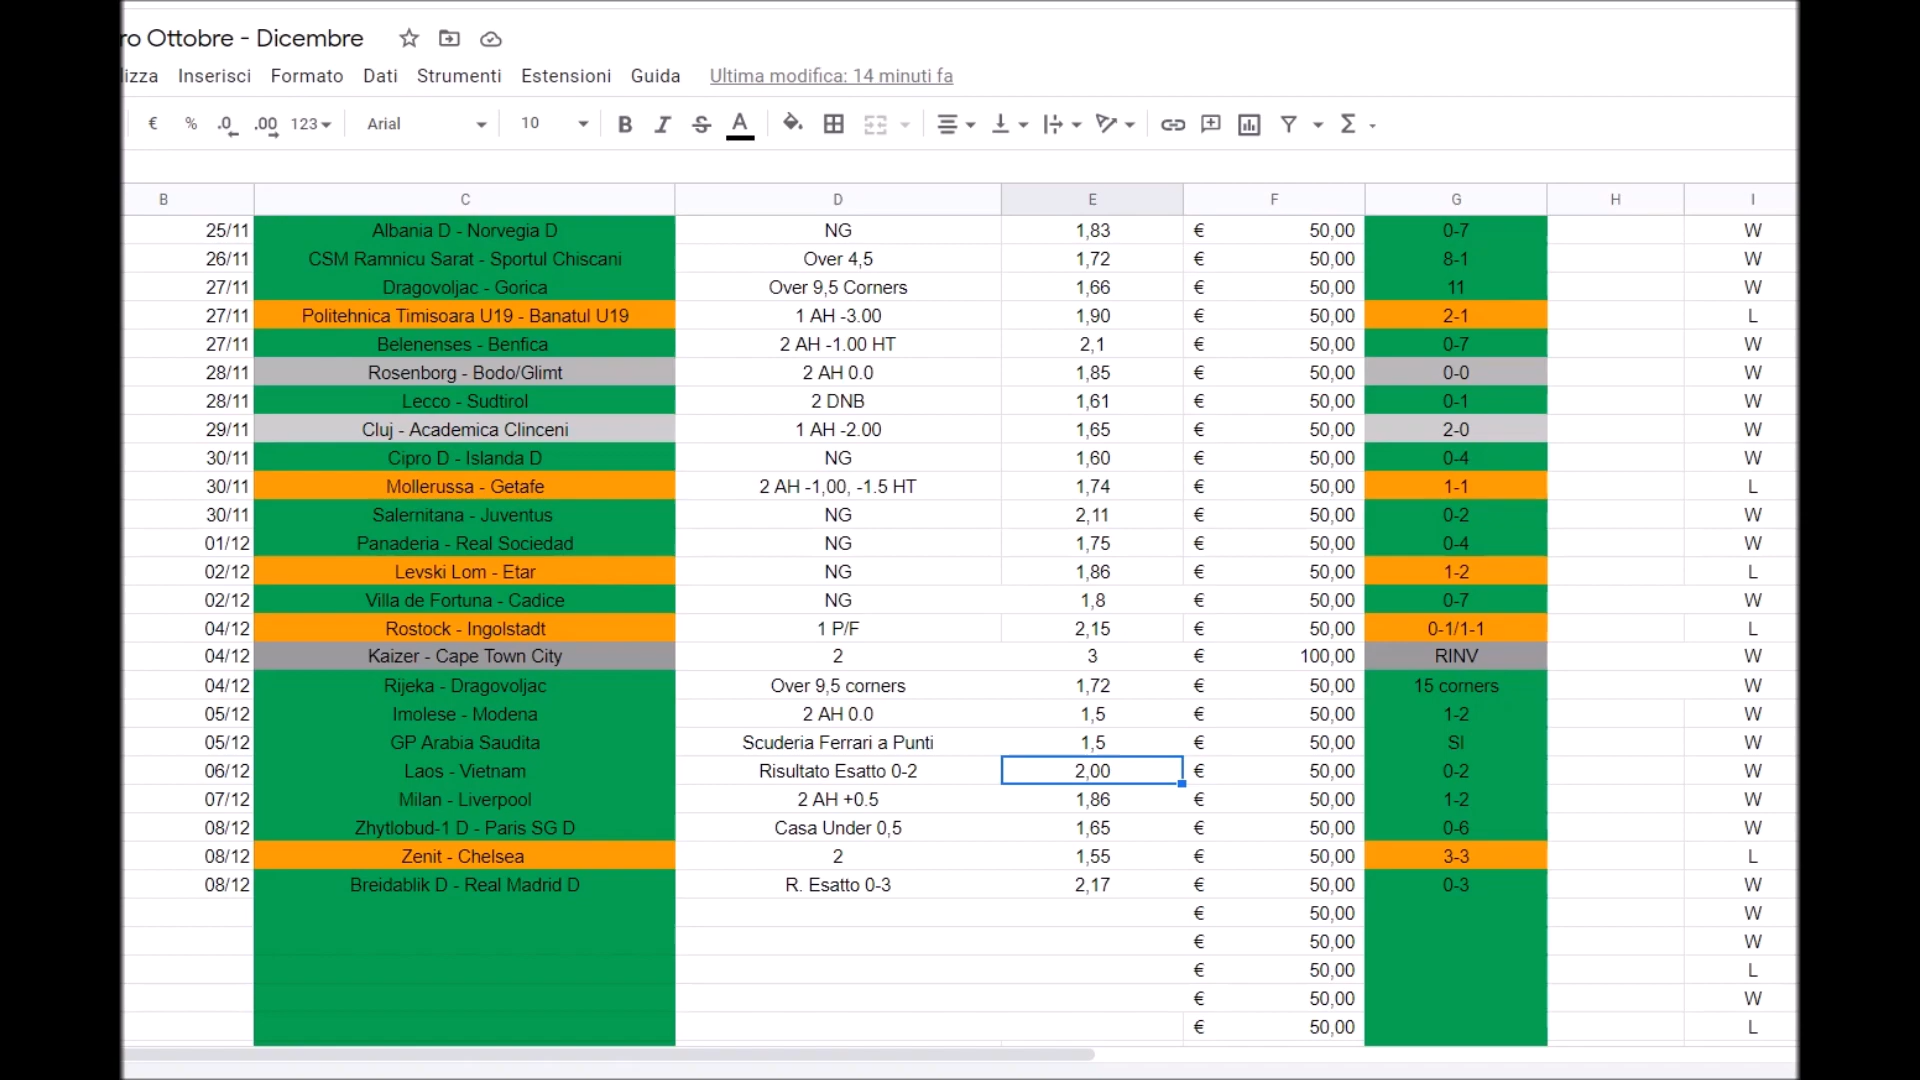 ro Ottobre - Dicembre
lizza Inserisci Formato Dati Strumenti Estensioni Guida Ultima modifica: 14 minuti fa
€ % .0 .00 123 Arial 10 B I S A Σ
B C D E F G H I
25/11 Albania D - Norvegia D NG 1,83 € 50,00 0-7 W
26/11 CSM Ramnicu Sarat - Sportul Chiscani Over 4,5 1,72 € 50,00 8-1 W
27/11 Dragovoljac - Gorica Over 9,5 Corners 1,66 € 50,00 11 W
27/11 Politehnica Timisoara U19 - Banatul U19 1 AH -3.00 1,90 € 50,00 2-1 L
27/11 Belenenses - Benfica 2 AH -1.00 HT 2,1 € 50,00 0-7 W
28/11 Rosenborg - Bodo/Glimt 2 AH 0.0 1,85 € 50,00 0-0 W
28/11 Lecco - Sudtirol 2 DNB 1,61 € 50,00 0-1 W
29/11 Cluj - Academica Clinceni 1 AH -2.00 1,65 € 50,00 2-0 W
30/11 Cipro D - Islanda D NG 1,60 € 50,00 0-4 W
30/11 Mollerussa - Getafe 2 AH -1,00, -1.5 HT 1,74 € 50,00 1-1 L
30/11 Salernitana - Juventus NG 2,11 € 50,00 0-2 W
01/12 Panaderia - Real Sociedad NG 1,75 € 50,00 0-4 W
02/12 Levski Lom - Etar NG 1,86 € 50,00 1-2 L
02/12 Villa de Fortuna - Cadice NG 1,8 € 50,00 0-7 W
04/12 Rostock - Ingolstadt 1 P/F 2,15 € 50,00 0-1/1-1 L
04/12 Kaizer - Cape Town City 2 3 € 100,00 RINV W
04/12 Rijeka - Dragovoljac Over 9,5 corners 1,72 € 50,00 15 corners W
05/12 Imolese - Modena 2 AH 0.0 1,5 € 50,00 1-2 W
05/12 GP Arabia Saudita Scuderia Ferrari a Punti 1,5 € 50,00 SI W
06/12 Laos - Vietnam Risultato Esatto 0-2 2,00 € 50,00 0-2 W
07/12 Milan - Liverpool 2 AH +0.5 1,86 € 50,00 1-2 W
08/12 Zhytlobud-1 D - Paris SG D Casa Under 0,5 1,65 € 50,00 0-6 W
08/12 Zenit - Chelsea 2 1,55 € 50,00 3-3 L
08/12 Breidablik D - Real Madrid D R. Esatto 0-3 2,17 € 50,00 0-3 W
€ 50,00 W
€ 50,00 W
€ 50,00 L
€ 50,00 W
€ 50,00 L